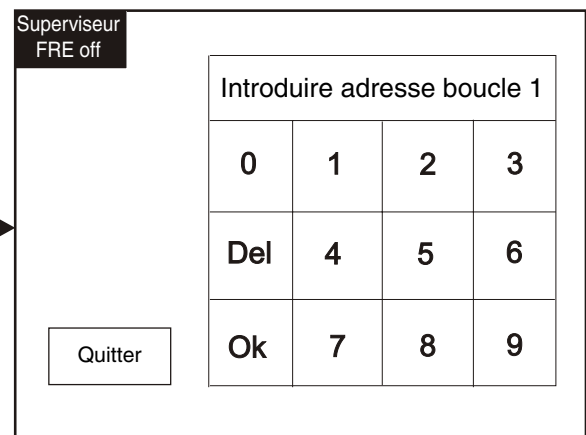 Superviseur
FRE off
Introduire adresse boucle 1
0 1 2 3
Del 4 5 6
Ok 7 8 9
Quitter